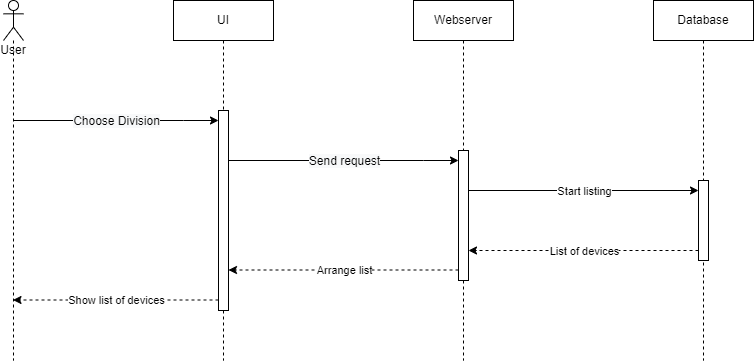 User
UI
Webserver
Database
Choose Division
Send request
Start listing
List of devices
Arrange list
Show list of devices